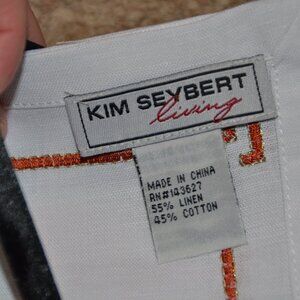 KIM SEYBERT
living
MADE IN CHINA
RN#143627
55% LINEN
45% COTTON